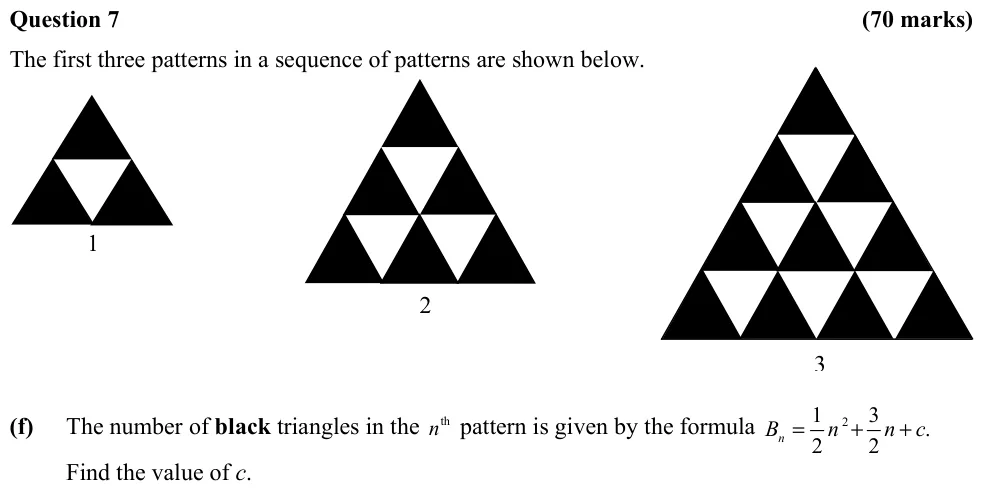 Question 7 (70 marks)
The first three patterns in a sequence of patterns are shown below.
1
2
3
(f) The number of black triangles in the nᵗʰ pattern is given by the formula Bₙ = 1/2 n² + 3/2 n + c.
Find the value of c.